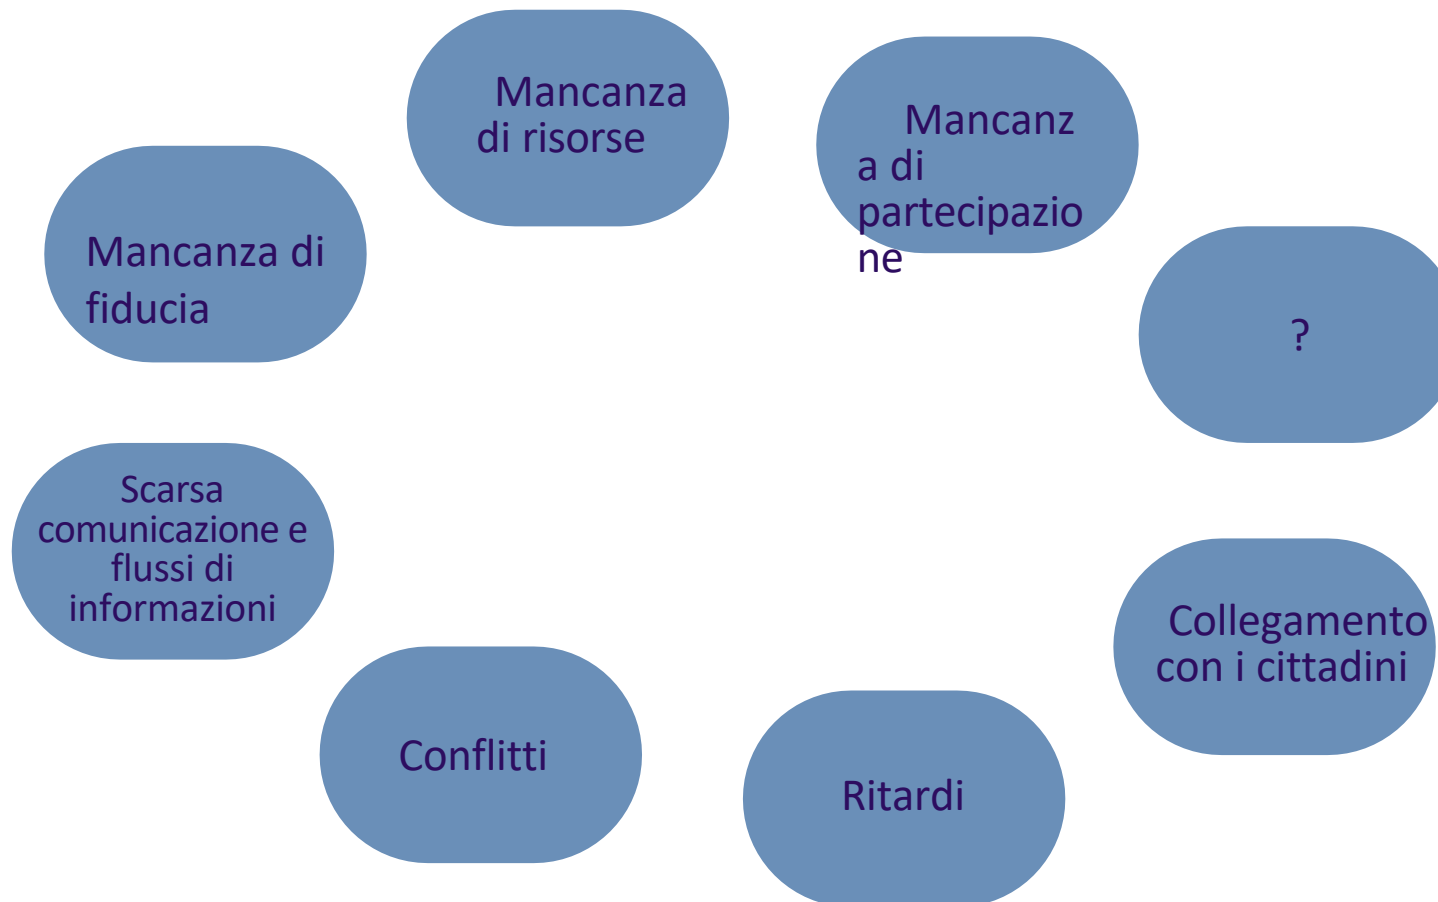 Mancanza
di risorse
Mancanz
a di
partecipazio
ne
Mancanza di
fiducia
?
Scarsa
comunicazione e
flussi di
informazioni
Collegamento
con i cittadini
Conflitti
Ritardi